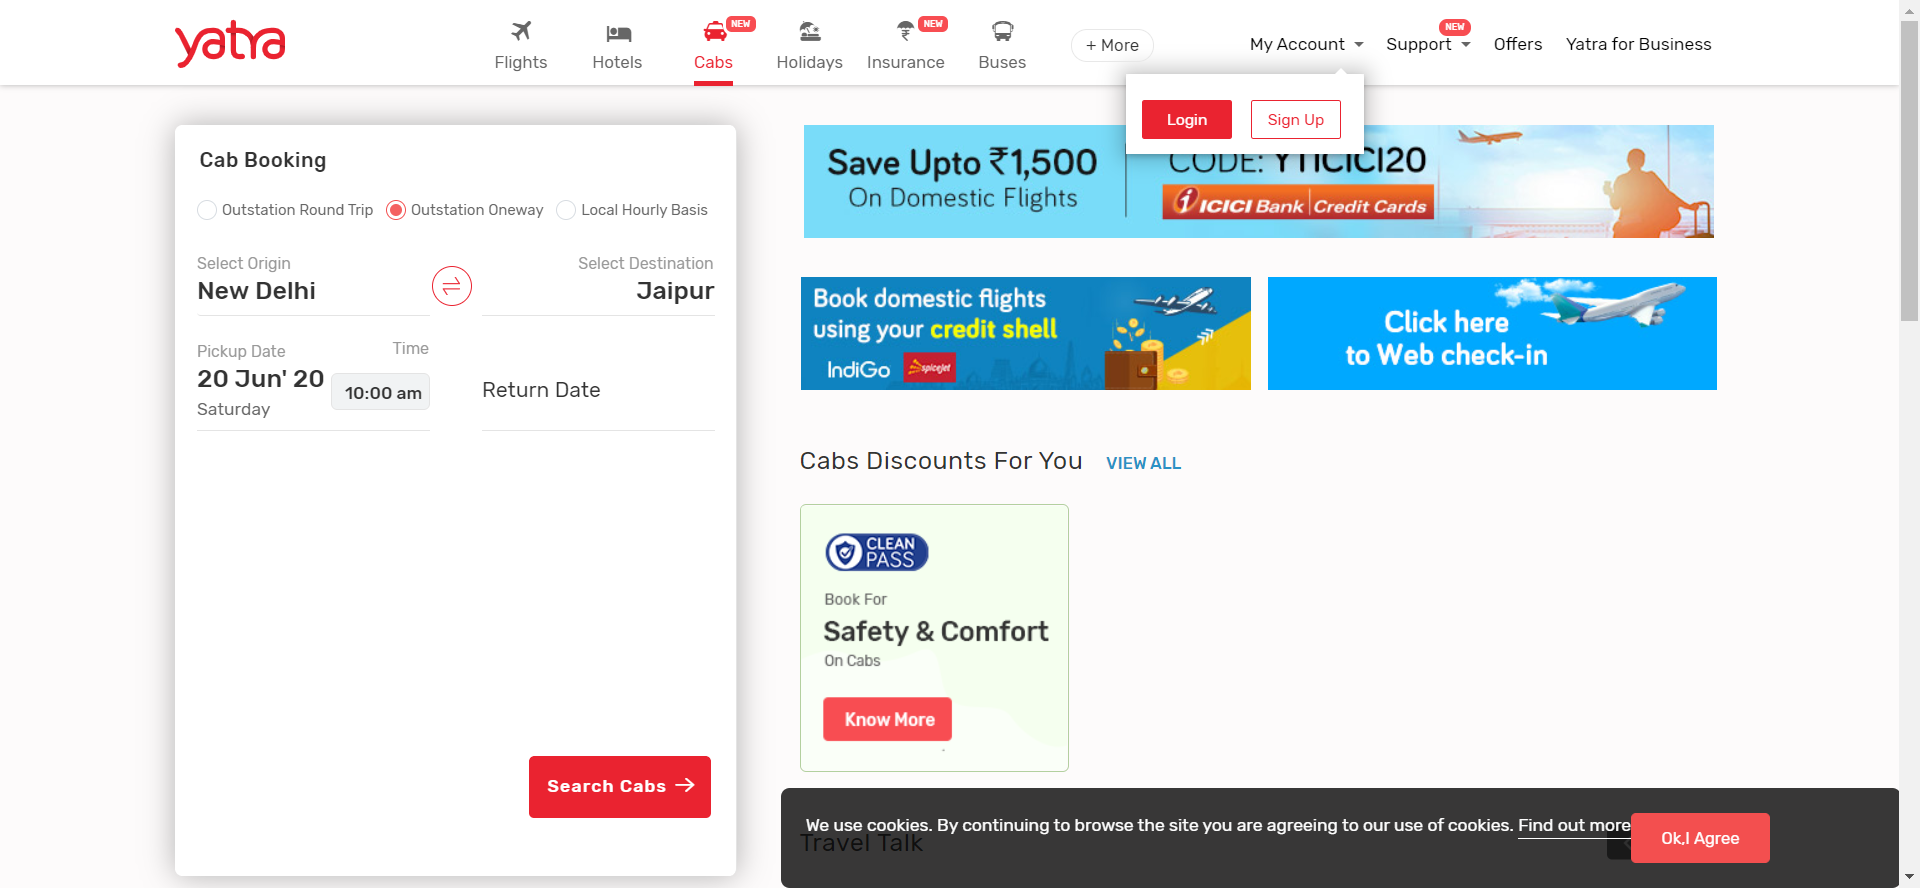 yatra
Flights
Hotels
NEW
Cabs
Holidays
NEW
Insurance
Buses
+ More
My Account
NEW
Support
Offers
Yatra for Business
Login
Sign Up
Cab Booking
Outstation Round Trip
Outstation Oneway
Local Hourly Basis
Select Origin
New Delhi
Select Destination
Jaipur
Pickup Date
Time
20 Jun' 20
10:00 am
Saturday
Return Date
Search Cabs
Save Upto ₹1,500
On Domestic Flights
CODE: YTICICI20
ICICI Bank Credit Cards
Book domestic flights
using your credit shell
IndiGo
spicejet
Click here
to Web check-in
Cabs Discounts For You
VIEW ALL
CLEAN
PASS
Book For
Safety & Comfort
On Cabs
Know More
We use cookies. By continuing to browse the site you are agreeing to our use of cookies. Find out more
Ok,I Agree
Travel Talk